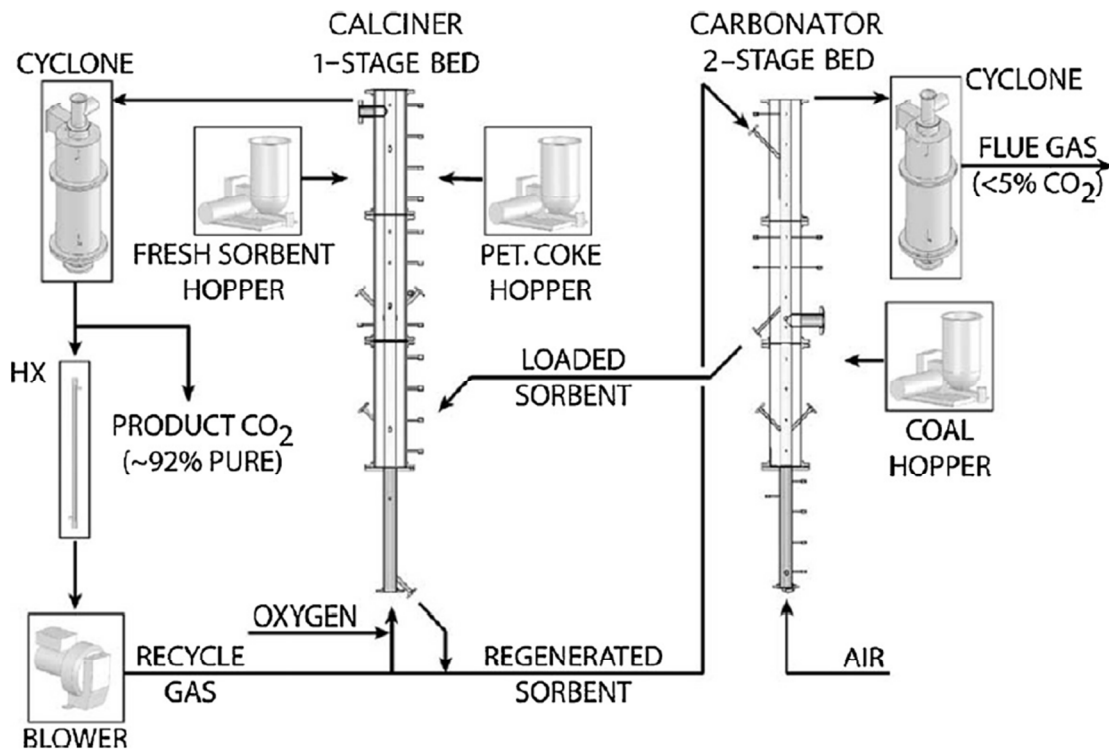 CALCINER
1-STAGE BED
CARBONATOR
2-STAGE BED
CYCLONE
CYCLONE
FLUE GAS
(<5% CO2)
FRESH SORBENT
HOPPER
PET. COKE
HOPPER
HX
LOADED
SORBENT
PRODUCT CO2
(~92% PURE)
COAL
HOPPER
OXYGEN
RECYCLE
GAS
REGENERATED
SORBENT
AIR
BLOWER